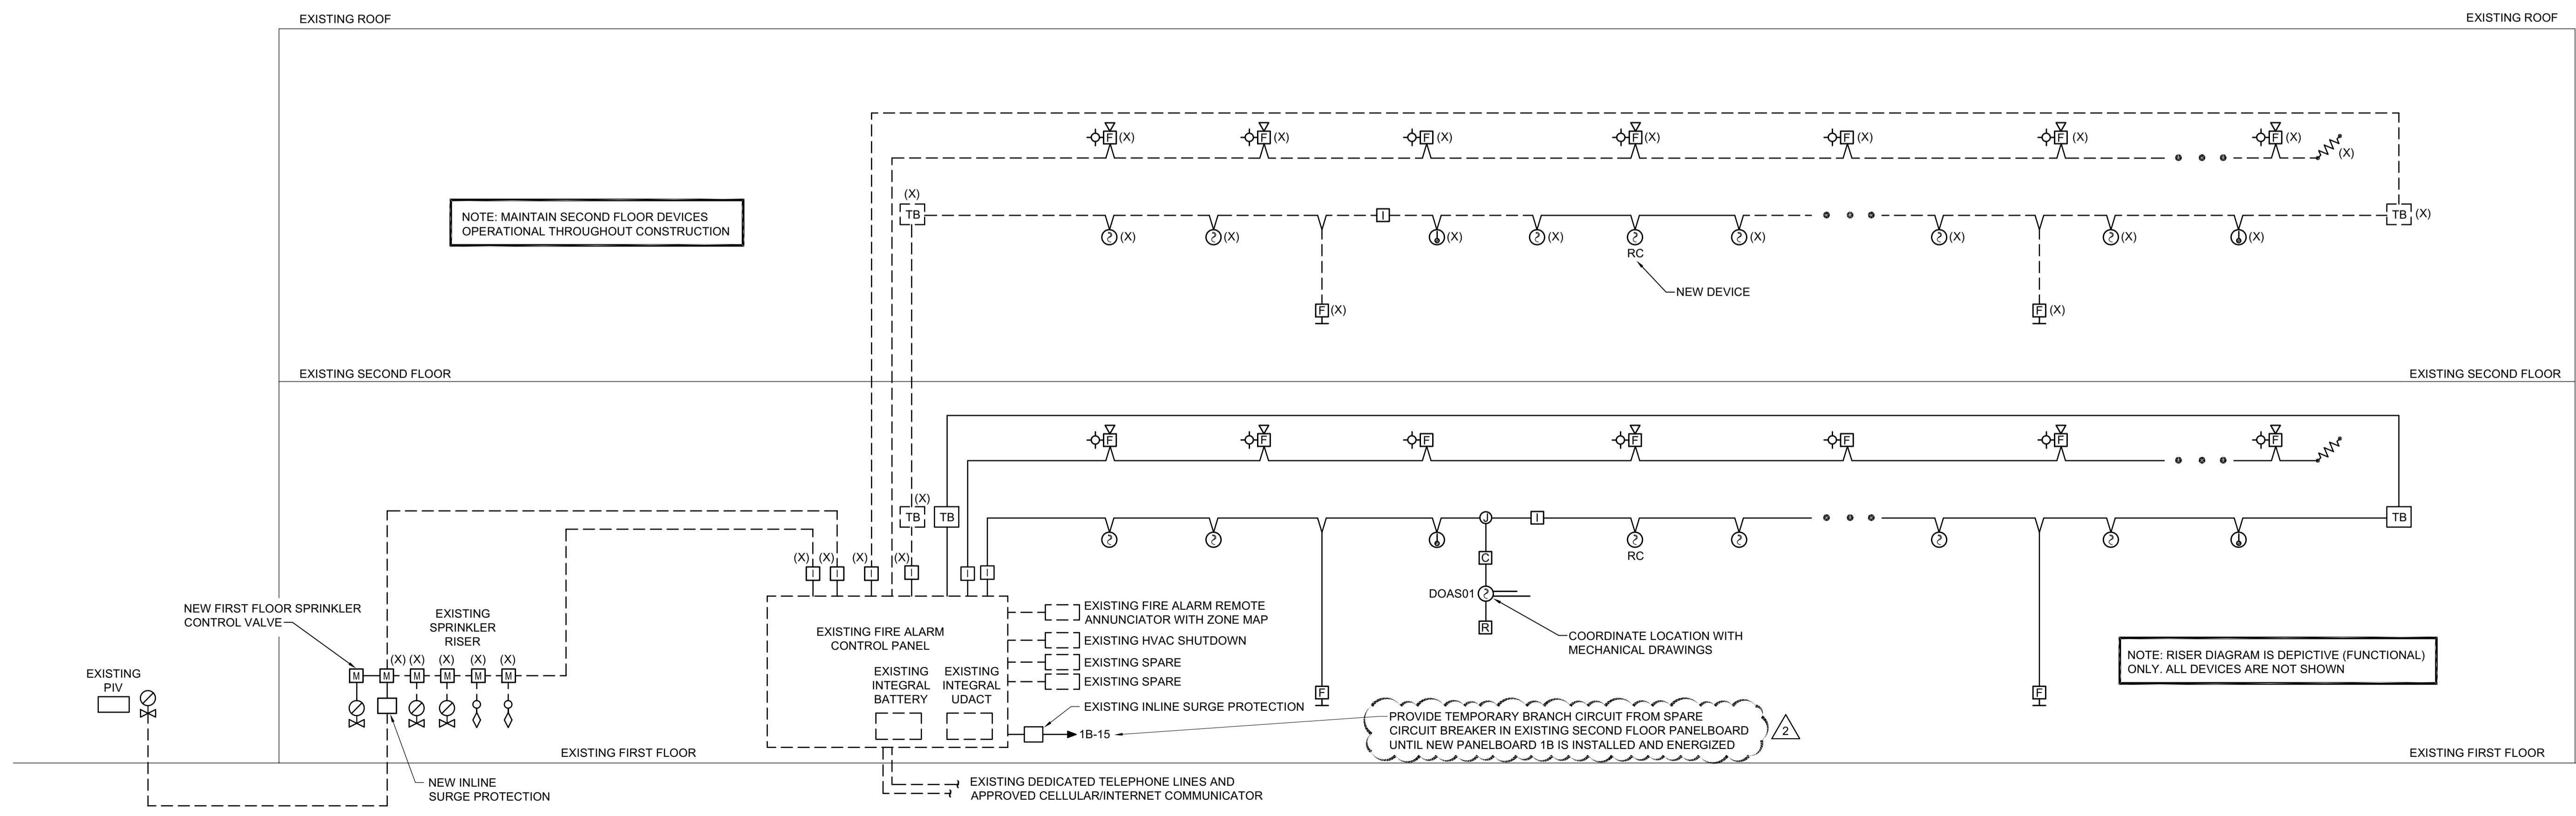 EXISTING ROOF
EXISTING ROOF
F (X)
F (X)
F (X)
F (X)
F (X)
F (X)
F (X)
(X)
NOTE: MAINTAIN SECOND FLOOR DEVICES
OPERATIONAL THROUGHOUT CONSTRUCTION
(X)
TB
I
TB (X)
(X)
(X)
(X)
(X)
(X)
(X)
(X)
(X)
RC
NEW DEVICE
F (X)
F (X)
EXISTING SECOND FLOOR
EXISTING SECOND FLOOR
F
F
F
F
F
F
F
(X)
TB
TB
J
I
TB
RC
(X)
(X)
(X)
(X)
I
I
I
I
I
I
C
DOAS01
R
COORDINATE LOCATION WITH
MECHANICAL DRAWINGS
NEW FIRST FLOOR SPRINKLER
CONTROL VALVE
EXISTING
SPRINKLER
RISER
(X)
(X)
(X)
(X)
(X)
M
M
M
M
M
M
EXISTING
PIV
EXISTING FIRE ALARM
CONTROL PANEL
EXISTING
INTEGRAL
BATTERY
EXISTING
INTEGRAL
UDACT
EXISTING FIRE ALARM REMOTE
ANNUNCIATOR WITH ZONE MAP
EXISTING HVAC SHUTDOWN
EXISTING SPARE
EXISTING SPARE
EXISTING INLINE SURGE PROTECTION
1B-15
F
F
PROVIDE TEMPORARY BRANCH CIRCUIT FROM SPARE
CIRCUIT BREAKER IN EXISTING SECOND FLOOR PANELBOARD
UNTIL NEW PANELBOARD 1B IS INSTALLED AND ENERGIZED
2
NOTE: RISER DIAGRAM IS DEPICTIVE (FUNCTIONAL)
ONLY. ALL DEVICES ARE NOT SHOWN
EXISTING FIRST FLOOR
EXISTING FIRST FLOOR
NEW INLINE
SURGE PROTECTION
EXISTING DEDICATED TELEPHONE LINES AND
APPROVED CELLULAR/INTERNET COMMUNICATOR